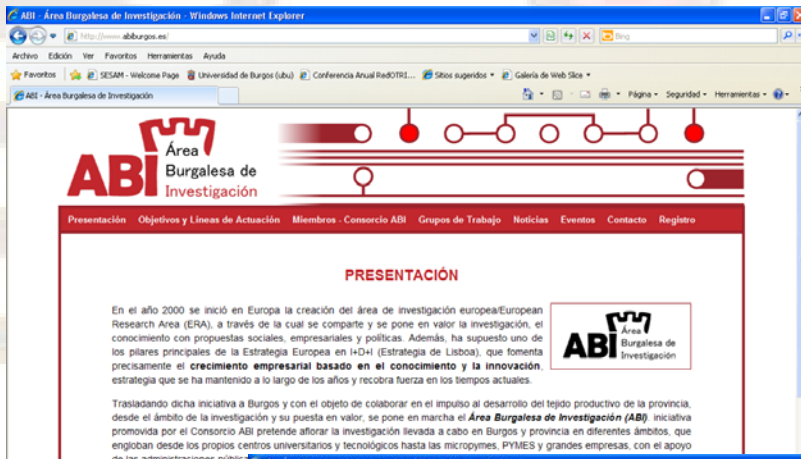 ABI - Área Burgalesa de Investigación - Windows Internet Explorer
http://www.abiburgos.es/
Bing
Archivo Edición Ver Favoritos Herramientas Ayuda
Favoritos SESAM - Welcome Page Universidad de Burgos (ubu) Conferencia Anual RedOTRI... Sitios sugeridos Galería de Web Slice
ABI - Área Burgalesa de Investigación Página Seguridad Herramientas
ABI Área
Burgalesa de
Investigación
Presentación Objetivos y Líneas de Actuación Miembros - Consorcio ABI Grupos de Trabajo Noticias Eventos Contacto Registro
PRESENTACIÓN
En el año 2000 se inició en Europa la creación del área de investigación europea/European
Research Area (ERA), a través de la cual se comparte y se pone en valor la investigación, el
conocimiento con propuestas sociales, empresariales y políticas. Además, ha supuesto uno de
los pilares principales de la Estrategia Europea en I+D+I (Estrategia de Lisboa), que fomenta
precisamente el crecimiento empresarial basado en el conocimiento y la innovación,
estrategia que se ha mantenido a lo largo de los años y recobra fuerza en los tiempos actuales.
ABI Área
Burgalesa de
Investigación
Trasladando dicha iniciativa a Burgos y con el objeto de colaborar en el impulso al desarrollo del tejido productivo de la provincia,
desde el ámbito de la investigación y su puesta en valor, se pone en marcha el Área Burgalesa de Investigación (ABI). iniciativa
promovida por el Consorcio ABI pretende aflorar la investigación llevada a cabo en Burgos y provincia en diferentes ámbitos, que
engloban desde los propios centros universitarios y tecnológicos hasta las micropymes, PYMES y grandes empresas, con el apoyo
de las administraciones